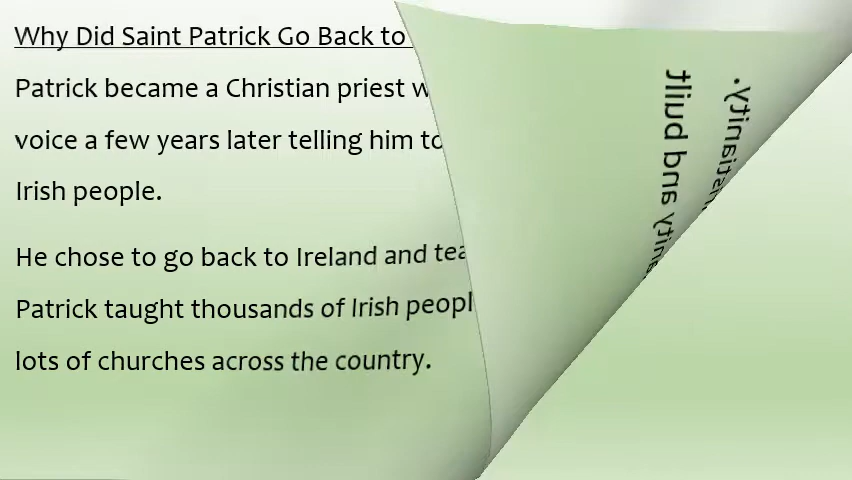 Why Did Saint Patrick Go Back to
Patrick became a Christian priest
voice a few years later telling him to
Irish people.
He chose to go back to Ireland and
Patrick taught thousands of Irish
lots of churches across the country.
and built